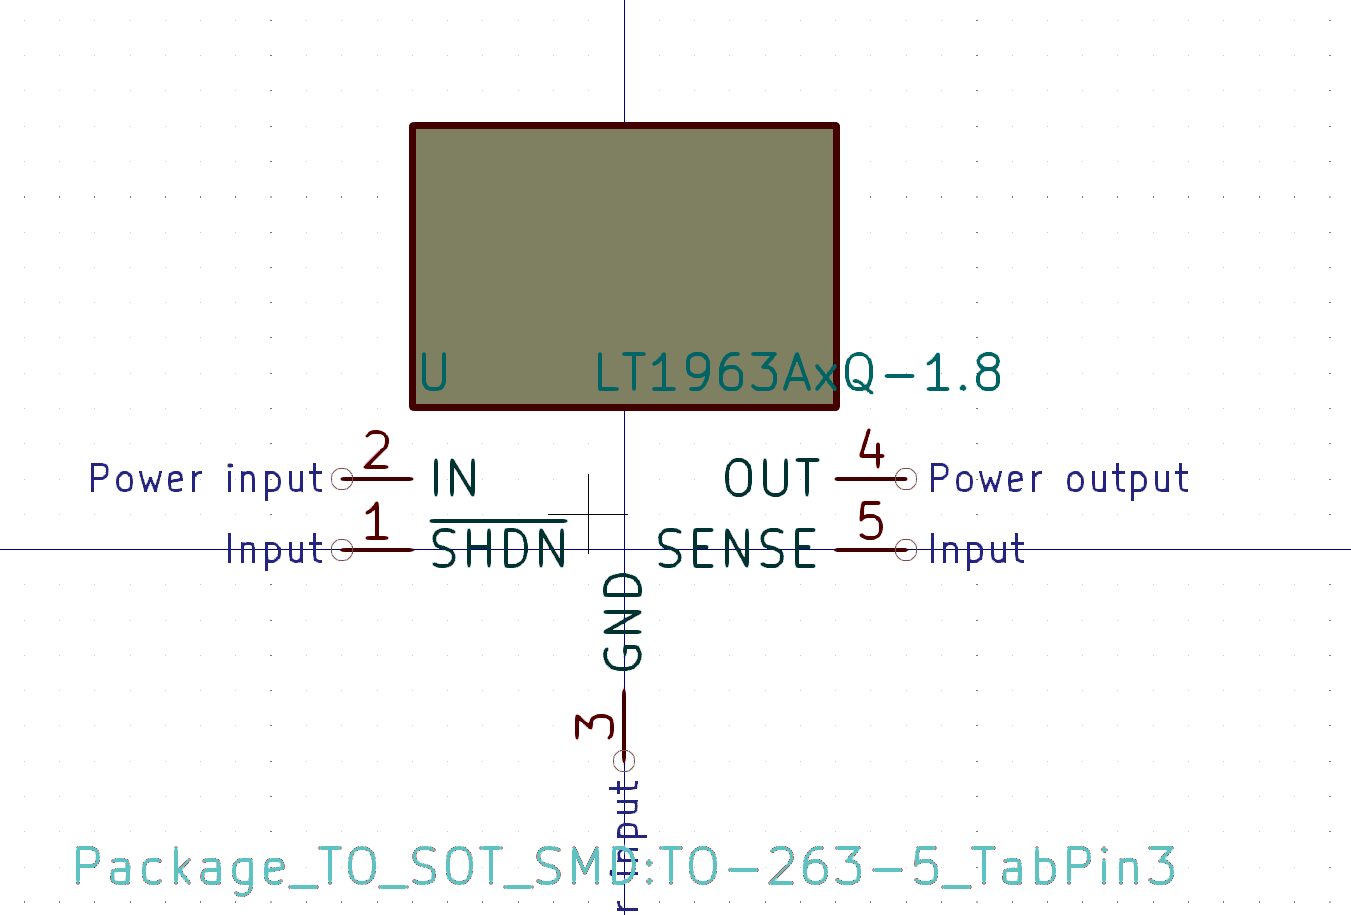 U LT1963AxQ-1.8
2 4
Power input IN OUT Power output
1 5
Input SHDN SENSE Input
GND
3
r input
Package_TO_SOT_SMD:TO-263-5_TabPin3